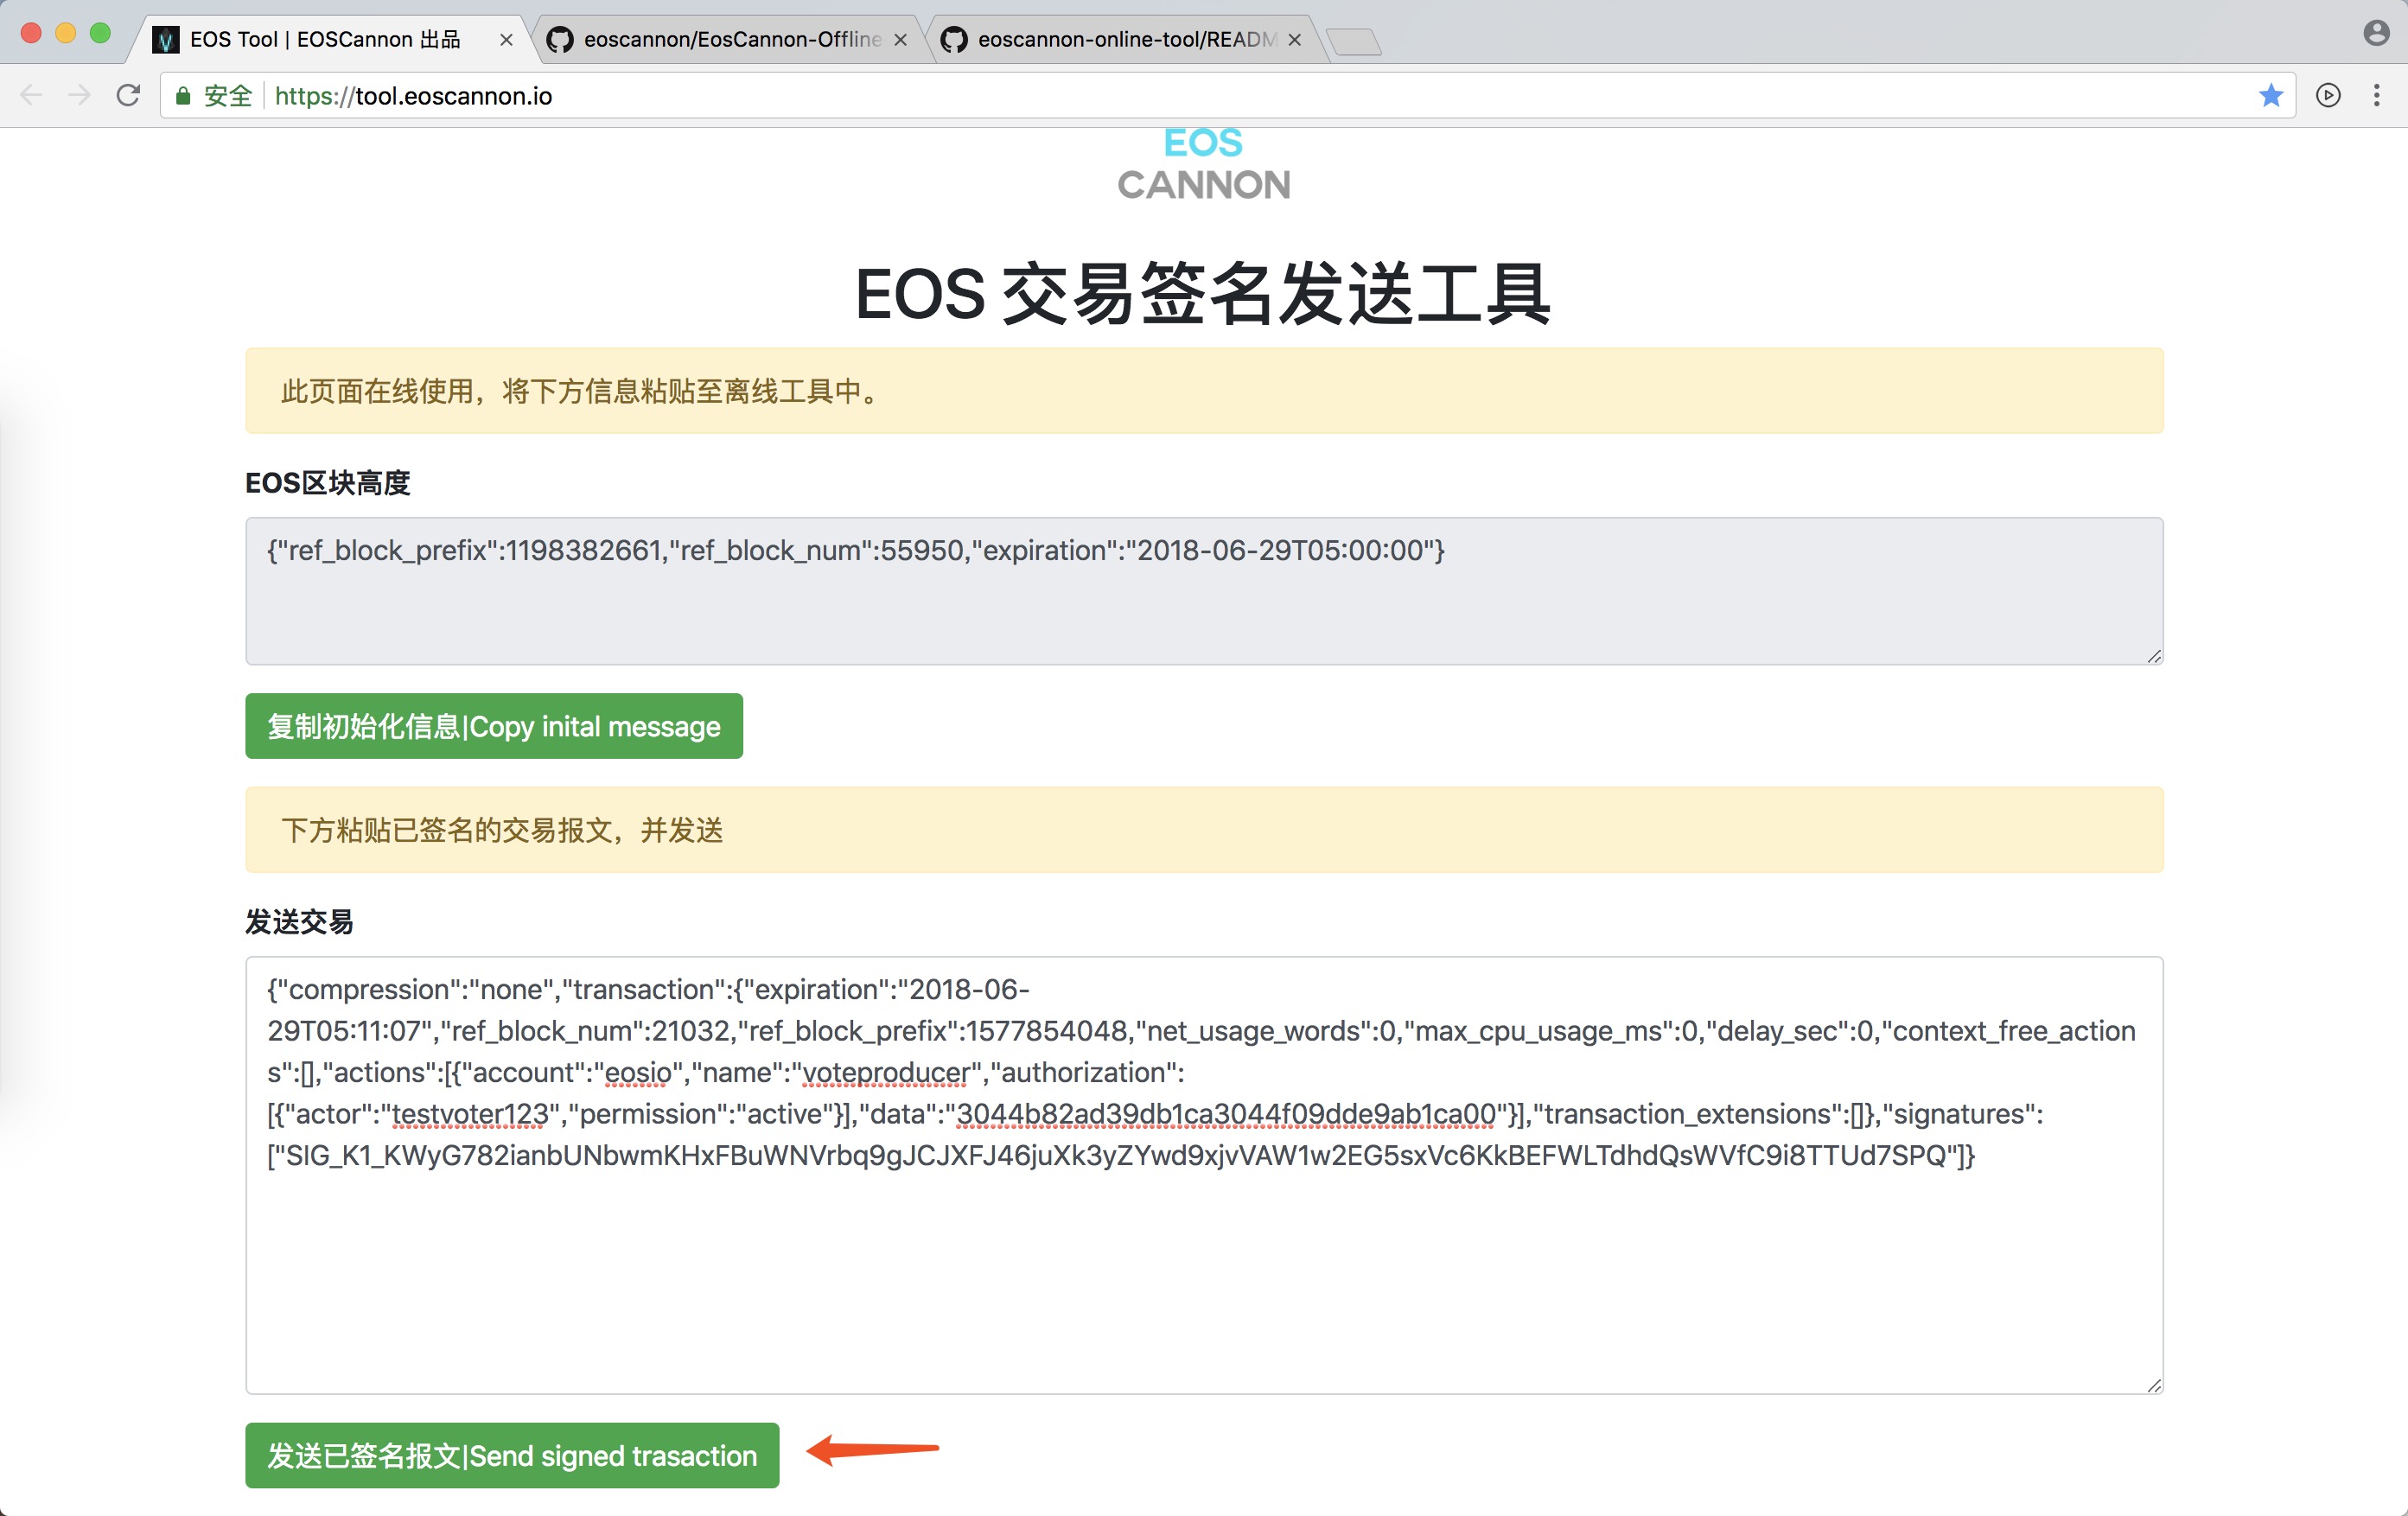 EOS Tool | EOSCannon 出品
eoscannon/EosCannon-Offline
eoscannon-online-tool/READM
安全
https://tool.eoscannon.io
EOS
CANNON
EOS 交易签名发送工具
此页面在线使用，将下方信息粘贴至离线工具中。
EOS区块高度
{"ref_block_prefix":1198382661,"ref_block_num":55950,"expiration":"2018-06-29T05:00:00"}
复制初始化信息|Copy inital message
下方粘贴已签名的交易报文，并发送
发送交易
{"compression":"none","transaction":{"expiration":"2018-06-
29T05:11:07","ref_block_num":21032,"ref_block_prefix":1577854048,"net_usage_words":0,"max_cpu_usage_ms":0,"delay_sec":0,"context_free_action
s":[],"actions":[{"account":"eosio","name":"voteproducer","authorization":
[{"actor":"testvoter123","permission":"active"}],"data":"3044b82ad39db1ca3044f09dde9ab1ca00"}],"transaction_extensions":[]},"signatures":
["SIG_K1_KWyG782ianbUNbwmKHxFBuWNVrbq9gJCJXFJ46juXk3yZYwd9xjvVAW1w2EG5sxVc6KkBEFWLTdhdQsWVfC9i8TTUd7SPQ"]}
发送已签名报文|Send signed trasaction